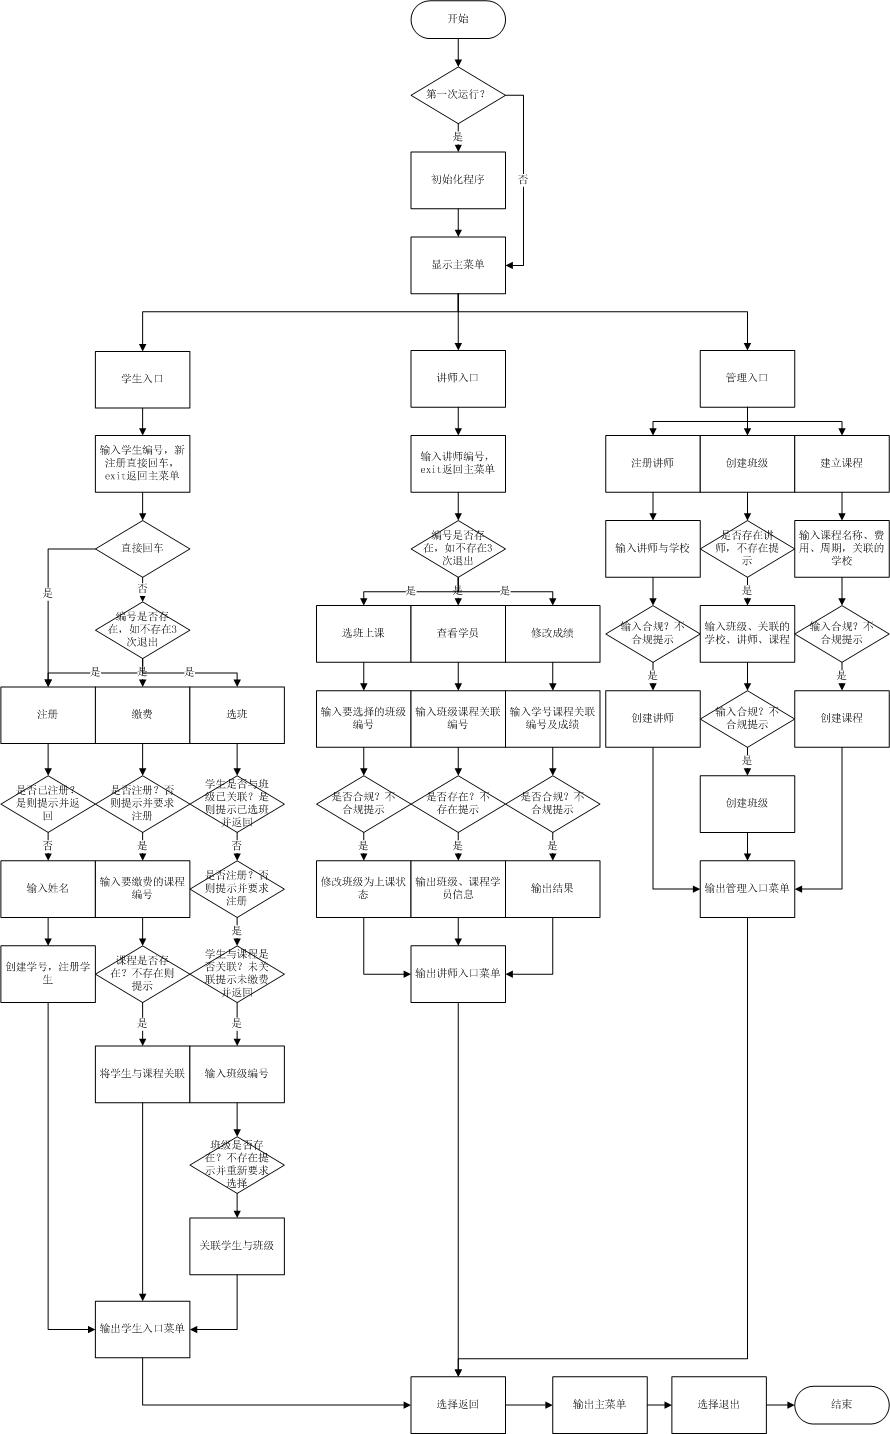 开始
第一次运行？
是
否
初始化程序
显示主菜单
学生入口
讲师入口
管理入口
输入学生编号，新
注册直接回车，
exit返回主菜单
输入讲师编号，
exit返回主菜单
注册讲师
创建班级
建立课程
直接回车
是
否
编号是否存
在，如不存在3
次退出
输入讲师与学校
是否存在讲
师，不存在提
示
输入课程名称、费
用、周期，关联的
学校
编号是否存
在，如不存在3
次退出
是
是
是
是
选班上课
查看学员
修改成绩
输入合规？不
合规提示
输入班级、关联的
学校、讲师、课程
输入合规？不
合规提示
是
是
是
是
是
注册
缴费
选班
输入要选择的班级
编号
输入班级课程关联
编号
输入学号课程关联
编号及成绩
创建讲师
输入合规？不
合规提示
创建课程
是
是否已注册？
是则提示并返
回
是否注册？否
则提示并要求
注册
学生是否与班
级已关联？是
则提示已选班
并返回
是否合规？不
合规提示
是否存在？不
存在提示
是否合规？不
合规提示
创建班级
否
是
否
是
是
是
输入姓名
输入要缴费的课程
编号
是否注册？否
则提示并要求
注册
修改班级为上课状
态
输出班级、课程学
员信息
输出结果
输出管理入口菜单
是
创建学号，注册学
生
课程是否存
在？不存在则
提示
学生与课程是
否关联？未关
联提示未缴费
并返回
输出讲师入口菜单
是
是
将学生与课程关联
输入班级编号
班级是否存
在？不存在提
示并重新要求
选择
关联学生与班级
输出学生入口菜单
选择返回
输出主菜单
选择退出
结束